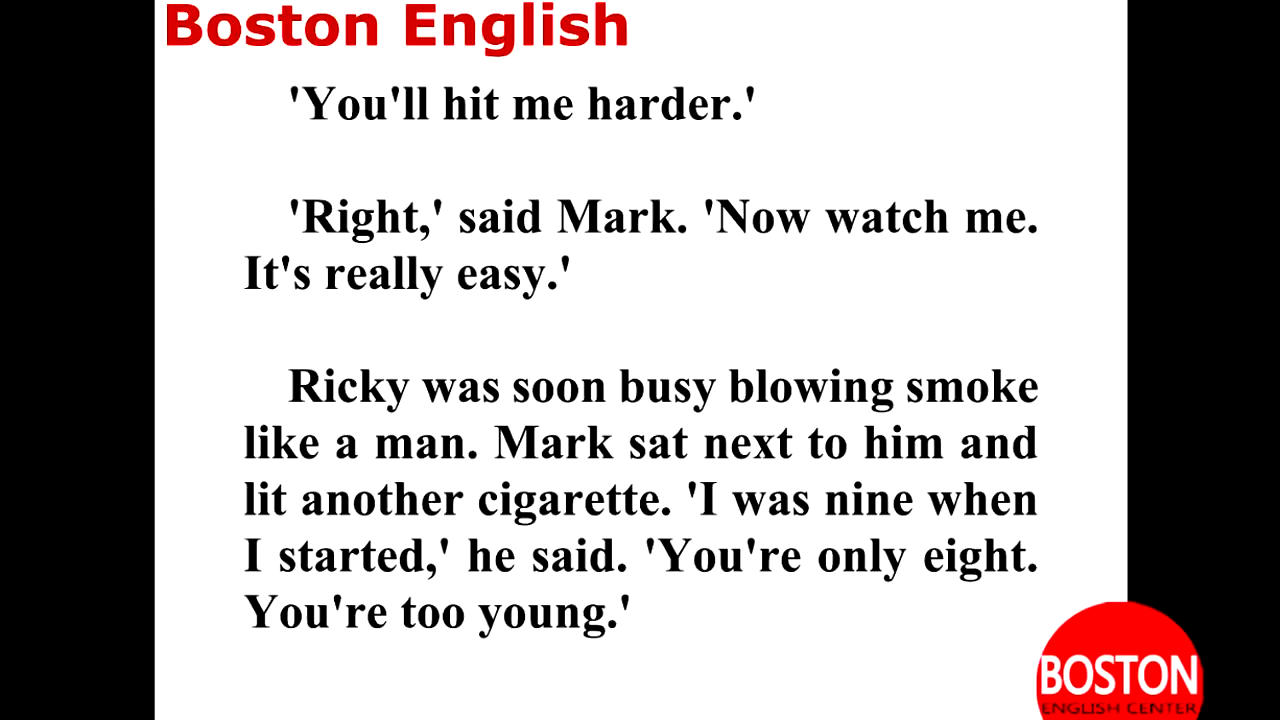 Boston English
'You'll hit me harder.'
'Right,' said Mark. 'Now watch me.
It's really easy.'
Ricky was soon busy blowing smoke
like a man. Mark sat next to him and
lit another cigarette. 'I was nine when
I started,' he said. 'You're only eight.
You're too young.'
BOSTON
ENGLISH CENTER